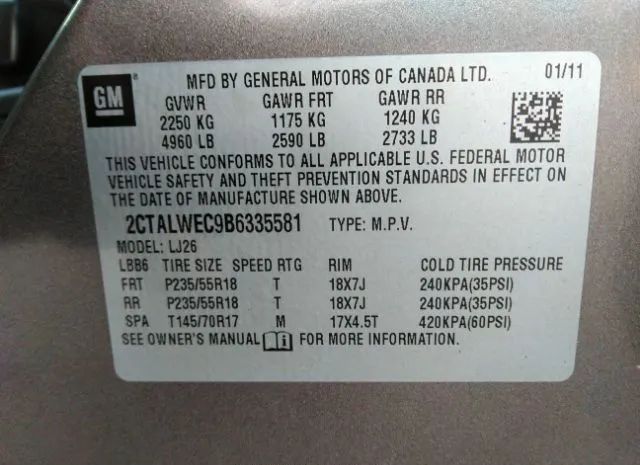 GM ® MFD BY GENERAL MOTORS OF CANADA LTD. 01/11
GVWR GAWR FRT GAWR RR
2250 KG 1175 KG 1240 KG
4960 LB 2590 LB 2733 LB
THIS VEHICLE CONFORMS TO ALL APPLICABLE U.S. FEDERAL MOTOR
VEHICLE SAFETY AND THEFT PREVENTION STANDARDS IN EFFECT ON
THE DATE OF MANUFACTURE SHOWN ABOVE.
2CTALWEC9B6335581 TYPE: M.P.V.
MODEL: LJ26
LBB6 TIRE SIZE SPEED RTG RIM COLD TIRE PRESSURE
FRT P235/55R18 T 18X7J 240KPA(35PSI)
RR P235/55R18 T 18X7J 240KPA(35PSI)
SPA T145/70R17 M 17X4.5T 420KPA(60PSI)
SEE OWNER'S MANUAL i FOR MORE INFORMATION.